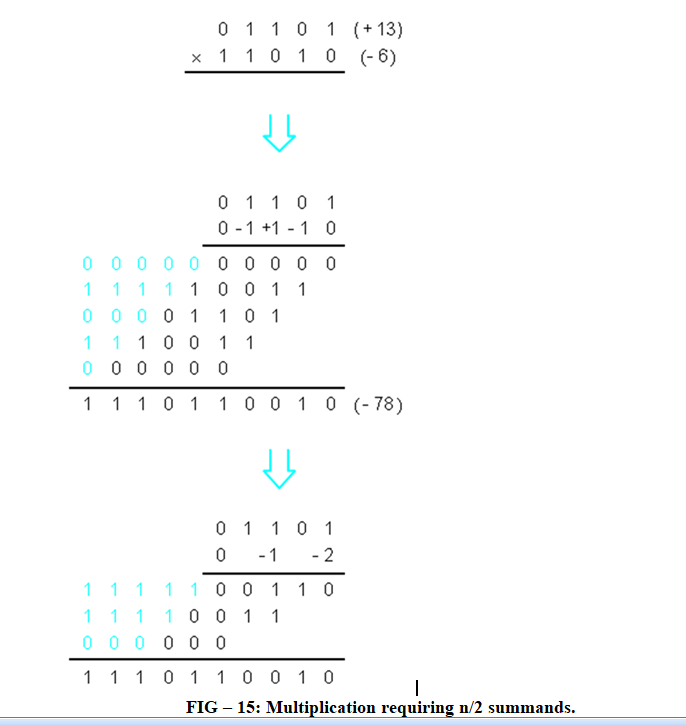 0 1 1 0 1 (+ 13)
× 1 1 0 1 0 (- 6)
0 1 1 0 1
0 -1 +1 -1 0
0 0 0 0 0 0 0 0 0 0
1 1 1 1 1 0 0 1 1
0 0 0 0 1 1 0 1
1 1 1 0 0 1 1
0 0 0 0 0 0
1 1 1 0 1 1 0 0 1 0 (- 78)
0 1 1 0 1
0 -1 -2
1 1 1 1 1 0 0 1 1 0
1 1 1 1 0 0 1 1
0 0 0 0 0 0
1 1 1 0 1 1 0 0 1 0
FIG – 15: Multiplication requiring n/2 summands.